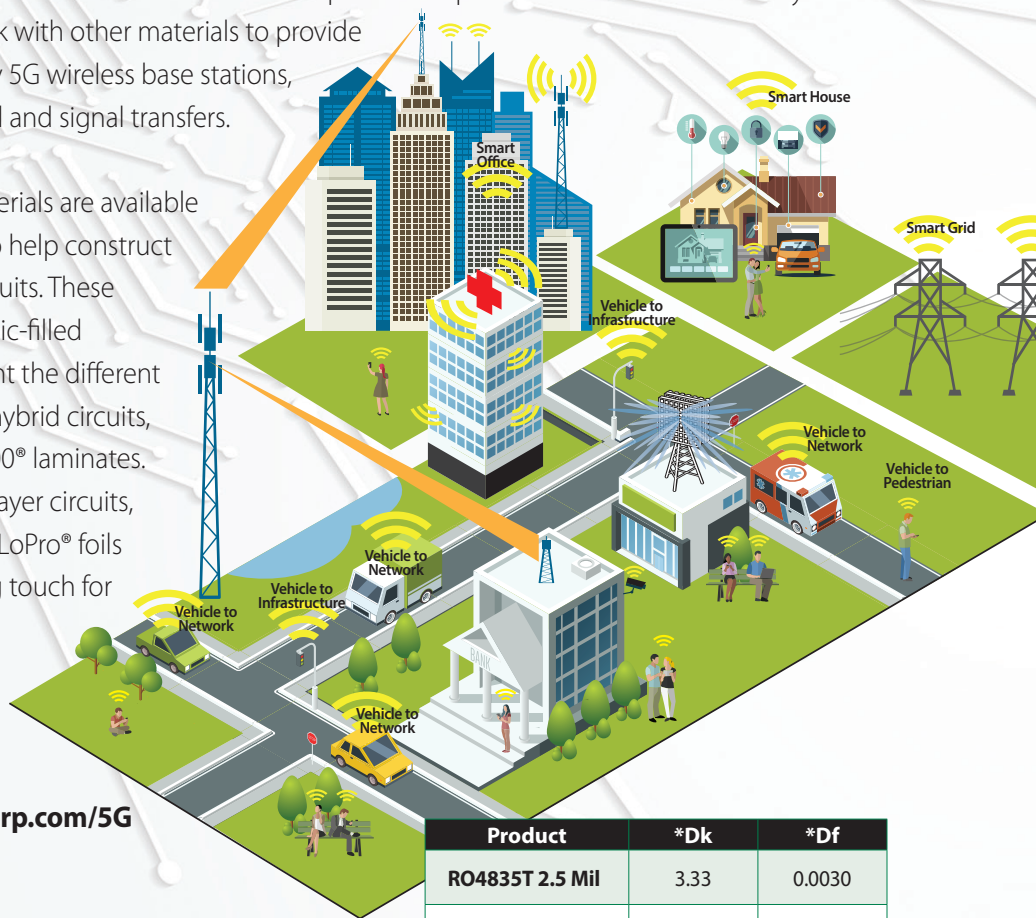 k with other materials to provide
y 5G wireless base stations,
l and signal transfers.
erials are available
o help construct
uits. These
ic-filled
nt the different
hybrid circuits,
00® laminates.
ayer circuits,
LoPro® foils
g touch for
rp.com/5G
Smart
Office
Smart House
Smart Grid
Vehicle to
Infrastructure
Vehicle to
Network
Vehicle to
Pedestrian
Vehicle to
Network
Vehicle to
Infrastructure
Vehicle to
Network
BANK
Vehicle to
Network
Product *Dk *Df
RO4835T 2.5 Mil 3.33 0.0030